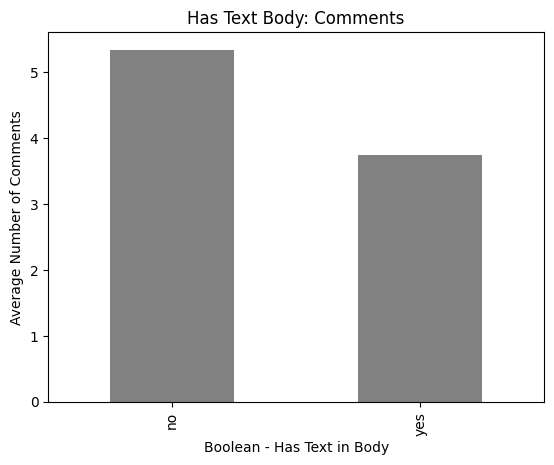 Has Text Body: Comments
Average Number of Comments
5
4
3
2
1
0
no
yes
Boolean - Has Text in Body